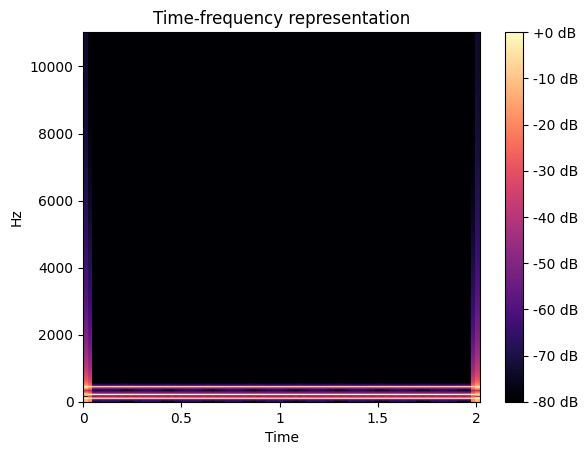 Time-frequency representation
Hz
10000
8000
6000
4000
2000
0
0
0.5
1
1.5
2
Time
+0 dB
-10 dB
-20 dB
-30 dB
-40 dB
-50 dB
-60 dB
-70 dB
-80 dB